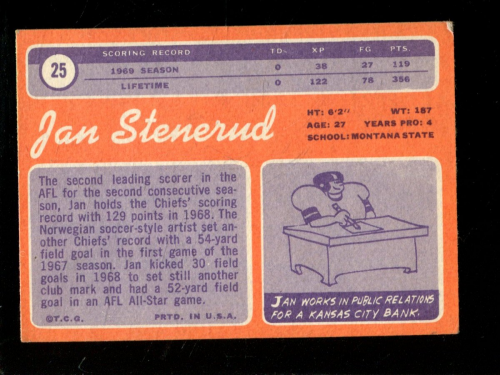 25
SCORING RECORD TD. XP FG PTS.
1969 SEASON 0 38 27 119
LIFETIME 0 122 78 356
Jan Stenerud
HT: 6'2" WT: 187
AGE: 27 YEARS PRO: 4
SCHOOL: MONTANA STATE
The second leading scorer in the
AFL for the second consecutive sea-
son, Jan holds the Chiefs' scoring
record with 129 points in 1968. The
Norwegian soccer-style artist set an-
other Chiefs' record with a 54-yard
field goal in the first game of the
1967 season. Jan kicked 30 field
goals in 1968 to set still another
club mark and had a 52-yard field
goal in an AFL All-Star game.
©T.C.G. PRTD. IN U.S.A.
JAN WORKS IN PUBLIC RELATIONS
FOR A KANSAS CITY BANK.